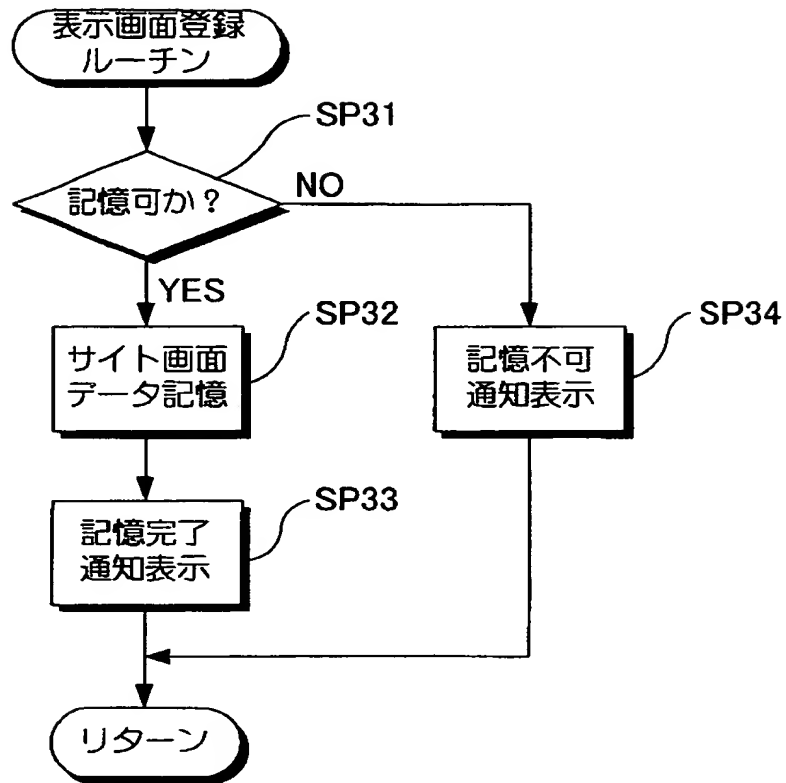 表示画面登録
ルーチン
SP31
記憶可か？
NO
YES
SP32
サイト画面
データ記憶
SP34
記憶不可
通知表示
SP33
記憶完了
通知表示
リターン